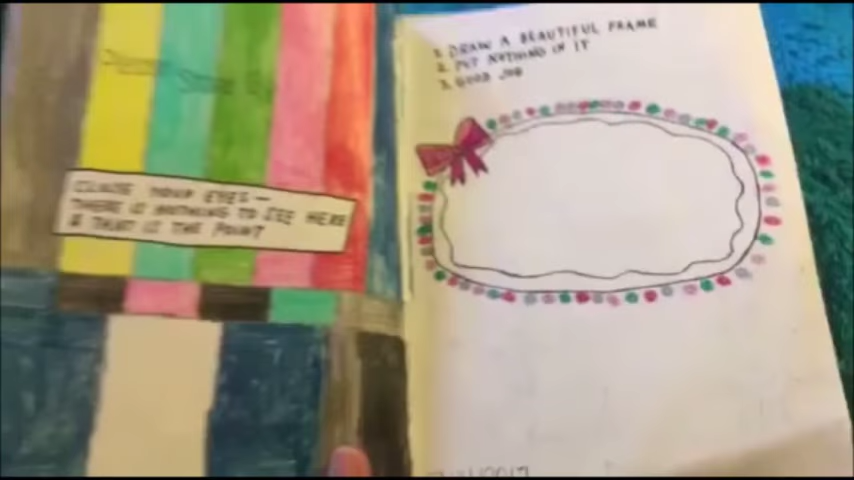 CLOSE YOUR EYES—
THERE IS NOTHING TO SEE HERE
& THAT IS THE POINT
1. DRAW A BEAUTIFUL FRAME
2. PUT NOTHING IN IT
3. GOOD JOB